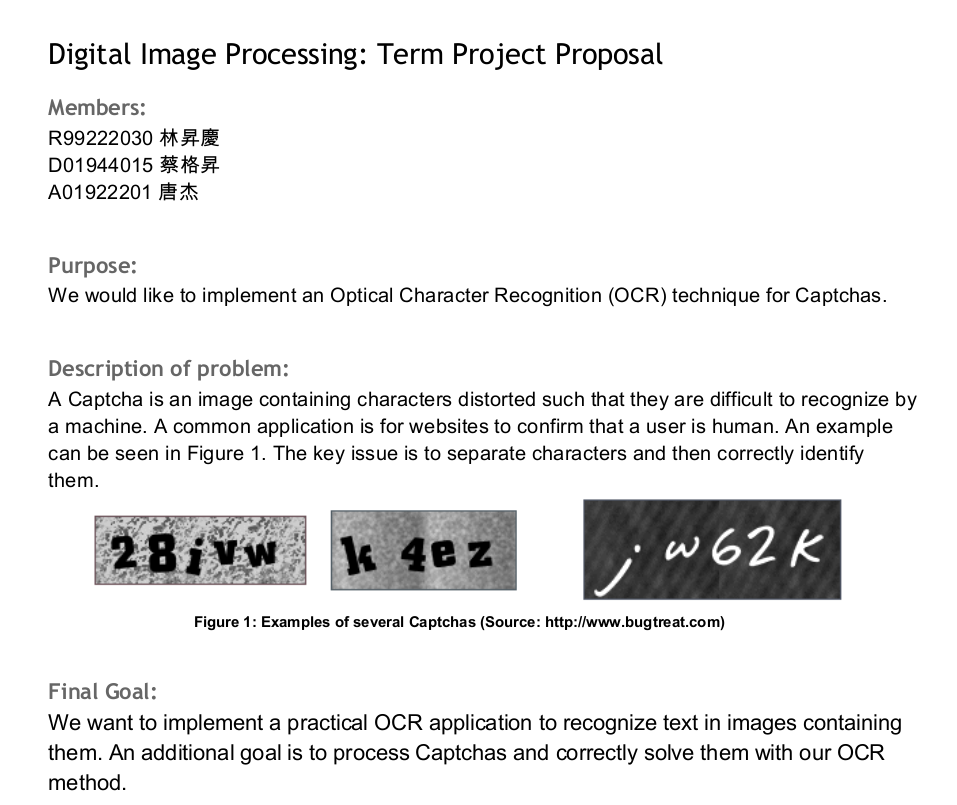 Digital Image Processing: Term Project Proposal
Members:
R99222030 林昇慶
D01944015 蔡格昇
A01922201 唐杰
Purpose:
We would like to implement an Optical Character Recognition (OCR) technique for Captchas.
Description of problem:
A Captcha is an image containing characters distorted such that they are difficult to recognize by
a machine. A common application is for websites to confirm that a user is human. An example
can be seen in Figure 1. The key issue is to separate characters and then correctly identify
them.
28ivw k 4ez j w62K
Figure 1: Examples of several Captchas (Source: http://www.bugtreat.com)
Final Goal:
We want to implement a practical OCR application to recognize text in images containing
them. An additional goal is to process Captchas and correctly solve them with our OCR
method.